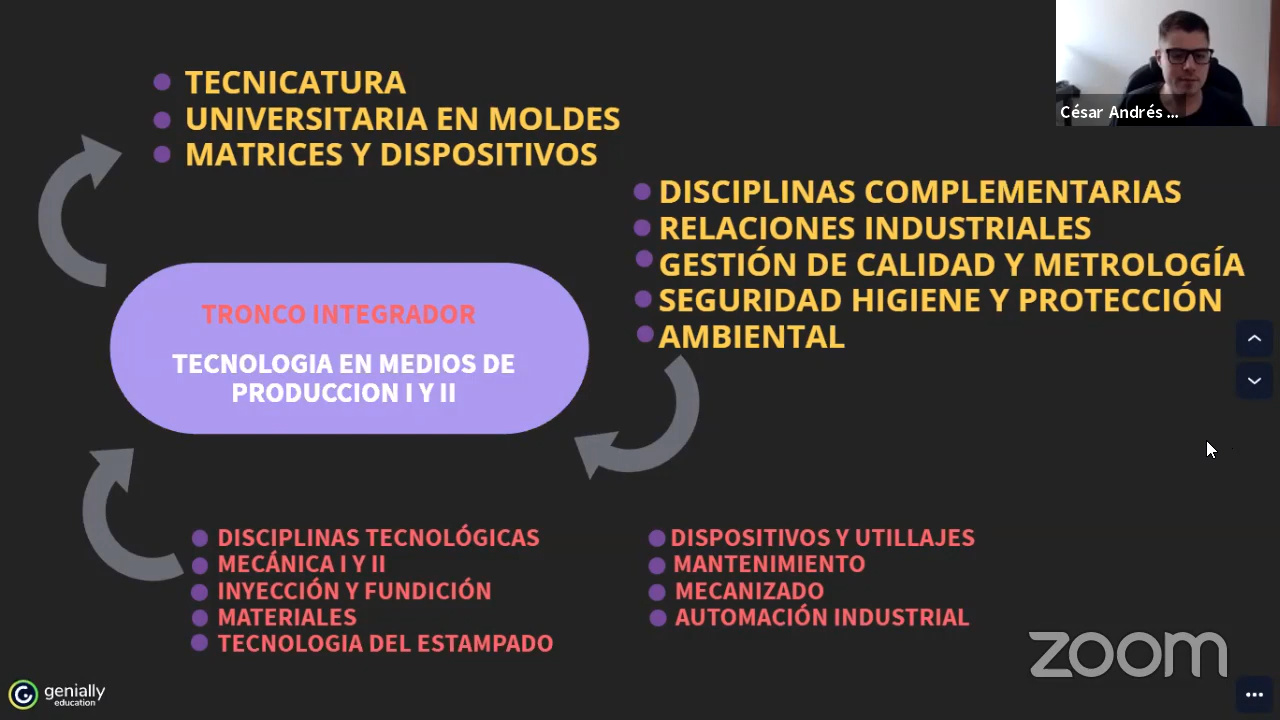 TECNICATURA
UNIVERSITARIA EN MOLDES
MATRICES Y DISPOSITIVOS
César Andrés ...
DISCIPLINAS COMPLEMENTARIAS
RELACIONES INDUSTRIALES
GESTIÓN DE CALIDAD Y METROLOGÍA
SEGURIDAD HIGIENE Y PROTECCIÓN
AMBIENTAL
TRONCO INTEGRADOR
TECNOLOGIA EN MEDIOS DE
PRODUCCION I Y II
DISCIPLINAS TECNOLÓGICAS
MECÁNICA I Y II
INYECCIÓN Y FUNDICIÓN
MATERIALES
TECNOLOGIA DEL ESTAMPADO
DISPOSITIVOS Y UTILLAJES
MANTENIMIENTO
MECANIZADO
AUTOMACIÓN INDUSTRIAL
zoom
genially
education